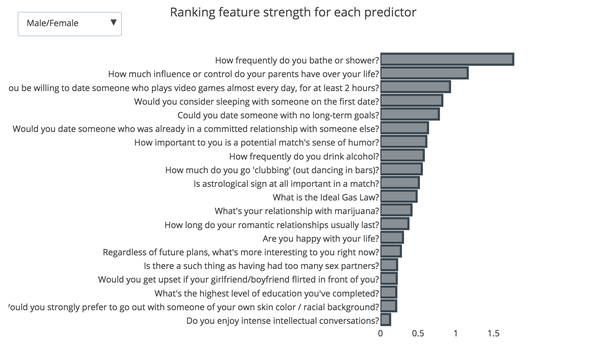 Ranking feature strength for each predictor
Male/Female
How frequently do you bathe or shower?
How much influence or control do your parents have over your life?
ou be willing to date someone who plays video games almost every day, for at least 2 hours?
Would you consider sleeping with someone on the first date?
Could you date someone with no long-term goals?
Would you date someone who was already in a committed relationship with someone else?
How important to you is a potential match's sense of humor?
How frequently do you drink alcohol?
How much do you go 'clubbing' (out dancing in bars)?
Is astrological sign at all important in a match?
What is the Ideal Gas Law?
What's your relationship with marijuana?
How long do your romantic relationships usually last?
Are you happy with your life?
Regardless of future plans, what's more interesting to you right now?
Is there a such thing as having had too many sex partners?
Would you get upset if your girlfriend/boyfriend flirted in front of you?
What's the highest level of education you've completed?
ould you strongly prefer to go out with someone of your own skin color / racial background?
Do you enjoy intense intellectual conversations?
0 0.5 1 1.5